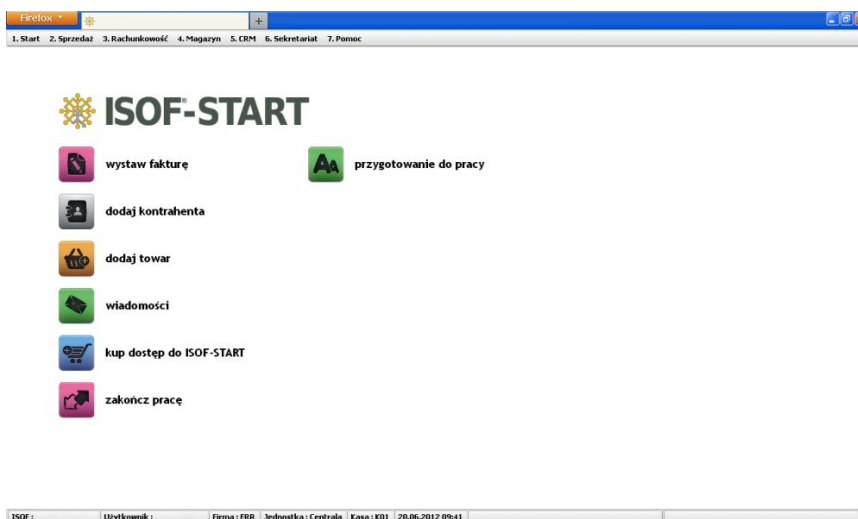 Firefox
1. Start 2. Sprzedaż 3. Rachunkowość 4. Magazyn 5. CRM 6. Sekretariat 7. Pomoc
ISOF-START
wystaw fakturę przygotowanie do pracy
dodaj kontrahenta
dodaj towar
wiadomości
kup dostęp do ISOF-START
zakończ pracę
ISOF : Użytkownik : Firma : FRR Jednostka : Centrala Kasa : K01 20.06.2012 09:41